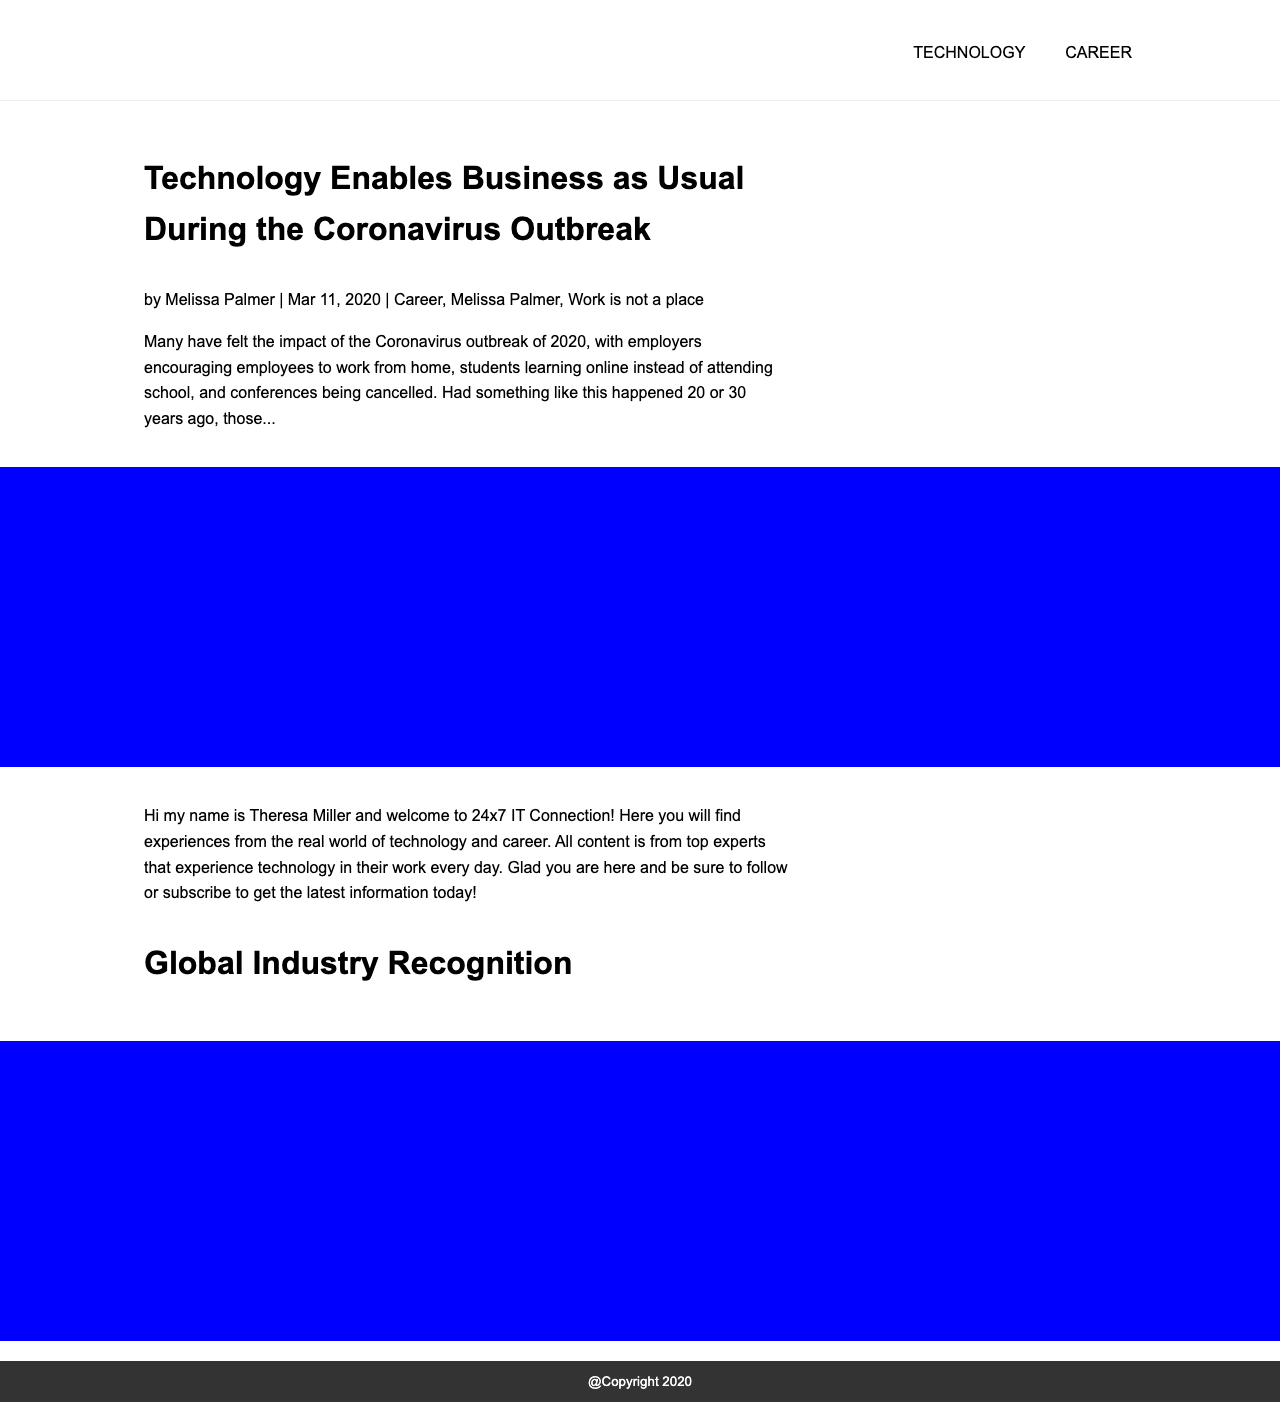 TECHNOLOGY CAREER
Technology Enables Business as Usual
During the Coronavirus Outbreak
by Melissa Palmer | Mar 11, 2020 | Career, Melissa Palmer, Work is not a place
Many have felt the impact of the Coronavirus outbreak of 2020, with employers
encouraging employees to work from home, students learning online instead of attending
school, and conferences being cancelled. Had something like this happened 20 or 30
years ago, those...
Hi my name is Theresa Miller and welcome to 24x7 IT Connection! Here you will find
experiences from the real world of technology and career. All content is from top experts
that experience technology in their work every day. Glad you are here and be sure to follow
or subscribe to get the latest information today!
Global Industry Recognition
@Copyright 2020